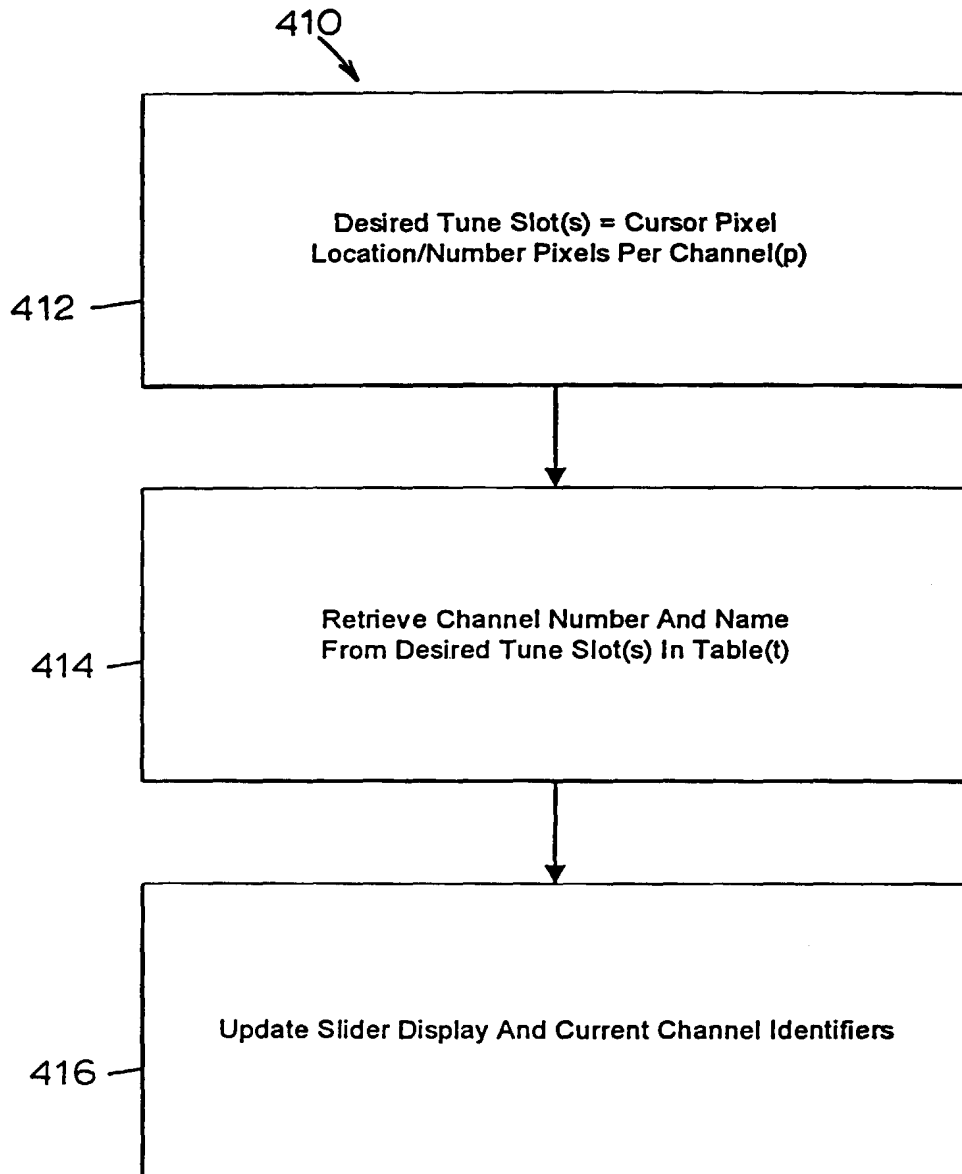 410
Desired Tune Slot(s) = Cursor Pixel
Location/Number Pixels Per Channel(p)
412
Retrieve Channel Number And Name
From Desired Tune Slot(s) In Table(t)
414
Update Slider Display And Current Channel Identifiers
416